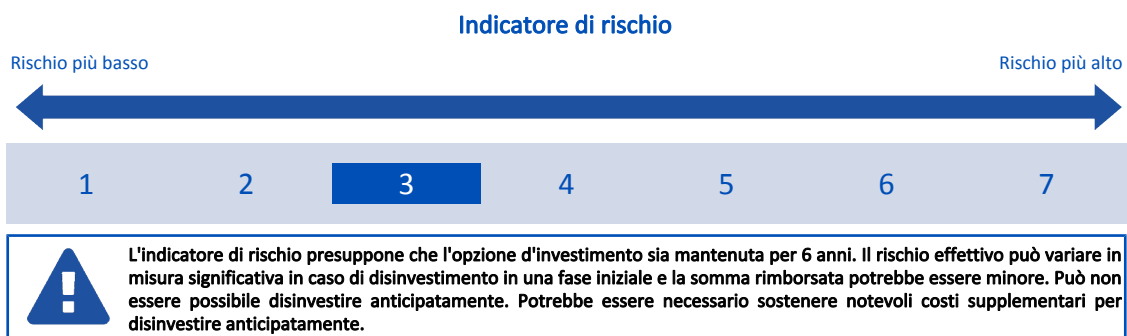 Indicatore di rischio
Rischio più basso
Rischio più alto
1 2 3 4 5 6 7
L'indicatore di rischio presuppone che l'opzione d'investimento sia mantenuta per 6 anni. Il rischio effettivo può variare in
misura significativa in caso di disinvestimento in una fase iniziale e la somma rimborsata potrebbe essere minore. Può non
essere possibile disinvestire anticipatamente. Potrebbe essere necessario sostenere notevoli costi supplementari per
disinvestire anticipatamente.